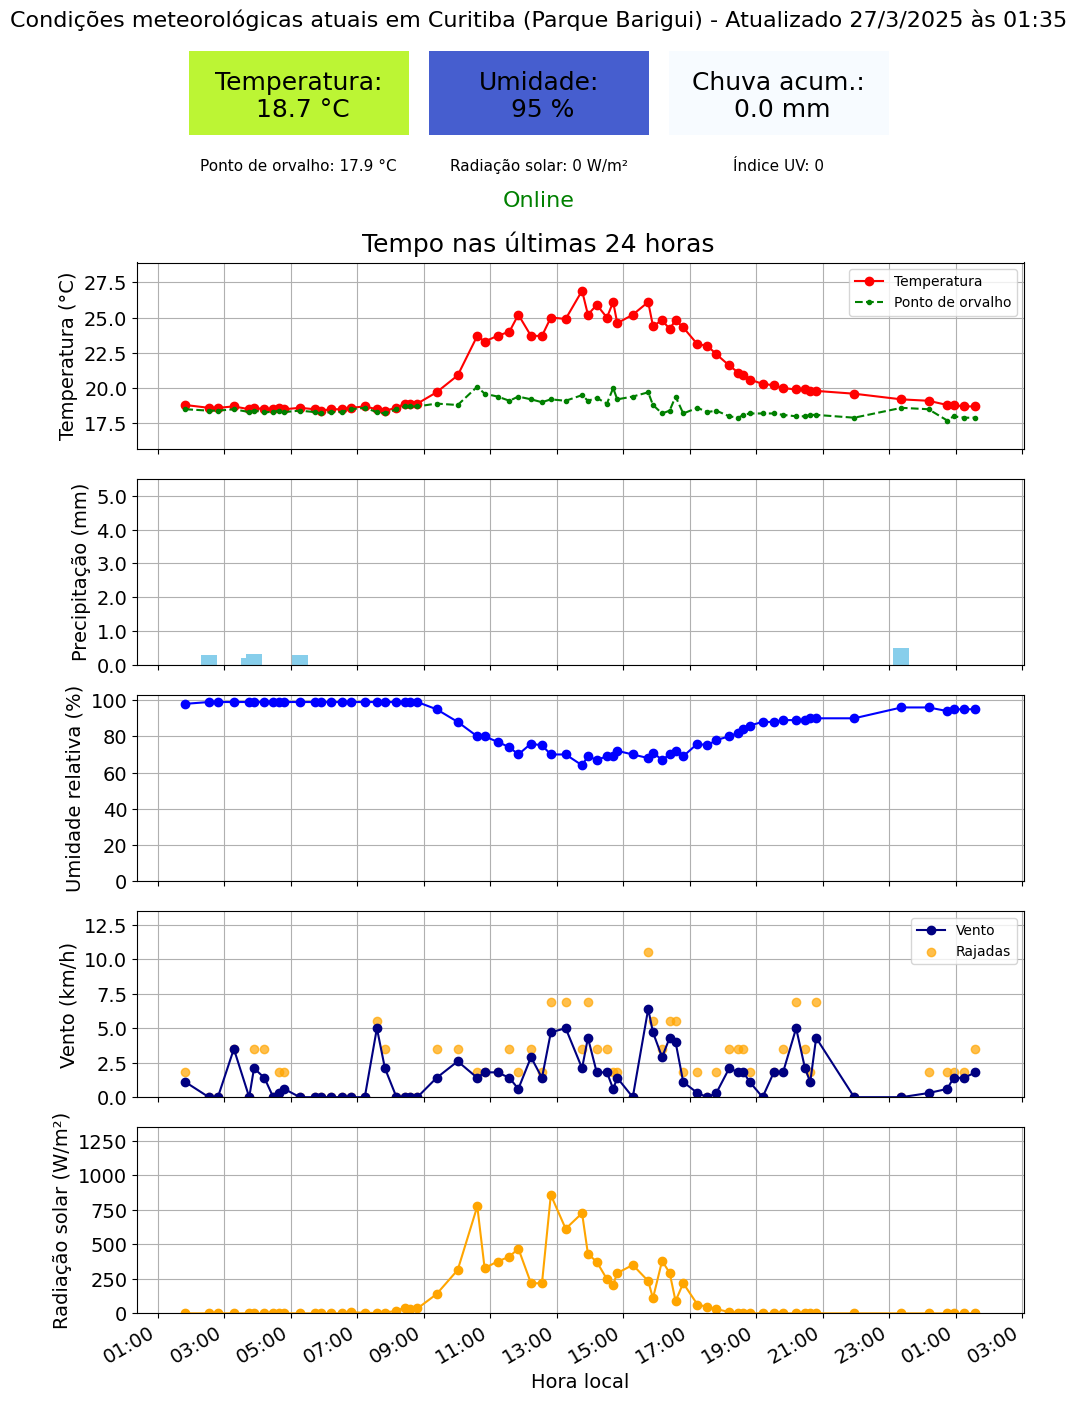 Condições meteorológicas atuais em Curitiba (Parque Barigui) - Atualizado 27/3/2025 às 01:35
Temperatura:
18.7 °C
Umidade:
95 %
Chuva acum.:
0.0 mm
Ponto de orvalho: 17.9 °C
Radiação solar: 0 W/m²
Índice UV: 0
Online
Tempo nas últimas 24 horas
Temperatura (°C)
27.5
25.0
22.5
20.0
17.5
Temperatura
Ponto de orvalho
Precipitação (mm)
5.0
4.0
3.0
2.0
1.0
0.0
Umidade relativa (%)
100
80
60
40
20
0
Vento (km/h)
12.5
10.0
7.5
5.0
2.5
0.0
Vento
Rajadas
Radiação solar (W/m²)
1250
1000
750
500
250
0
01:00
03:00
05:00
07:00
09:00
11:00
13:00
15:00
17:00
19:00
21:00
23:00
01:00
03:00
Hora local